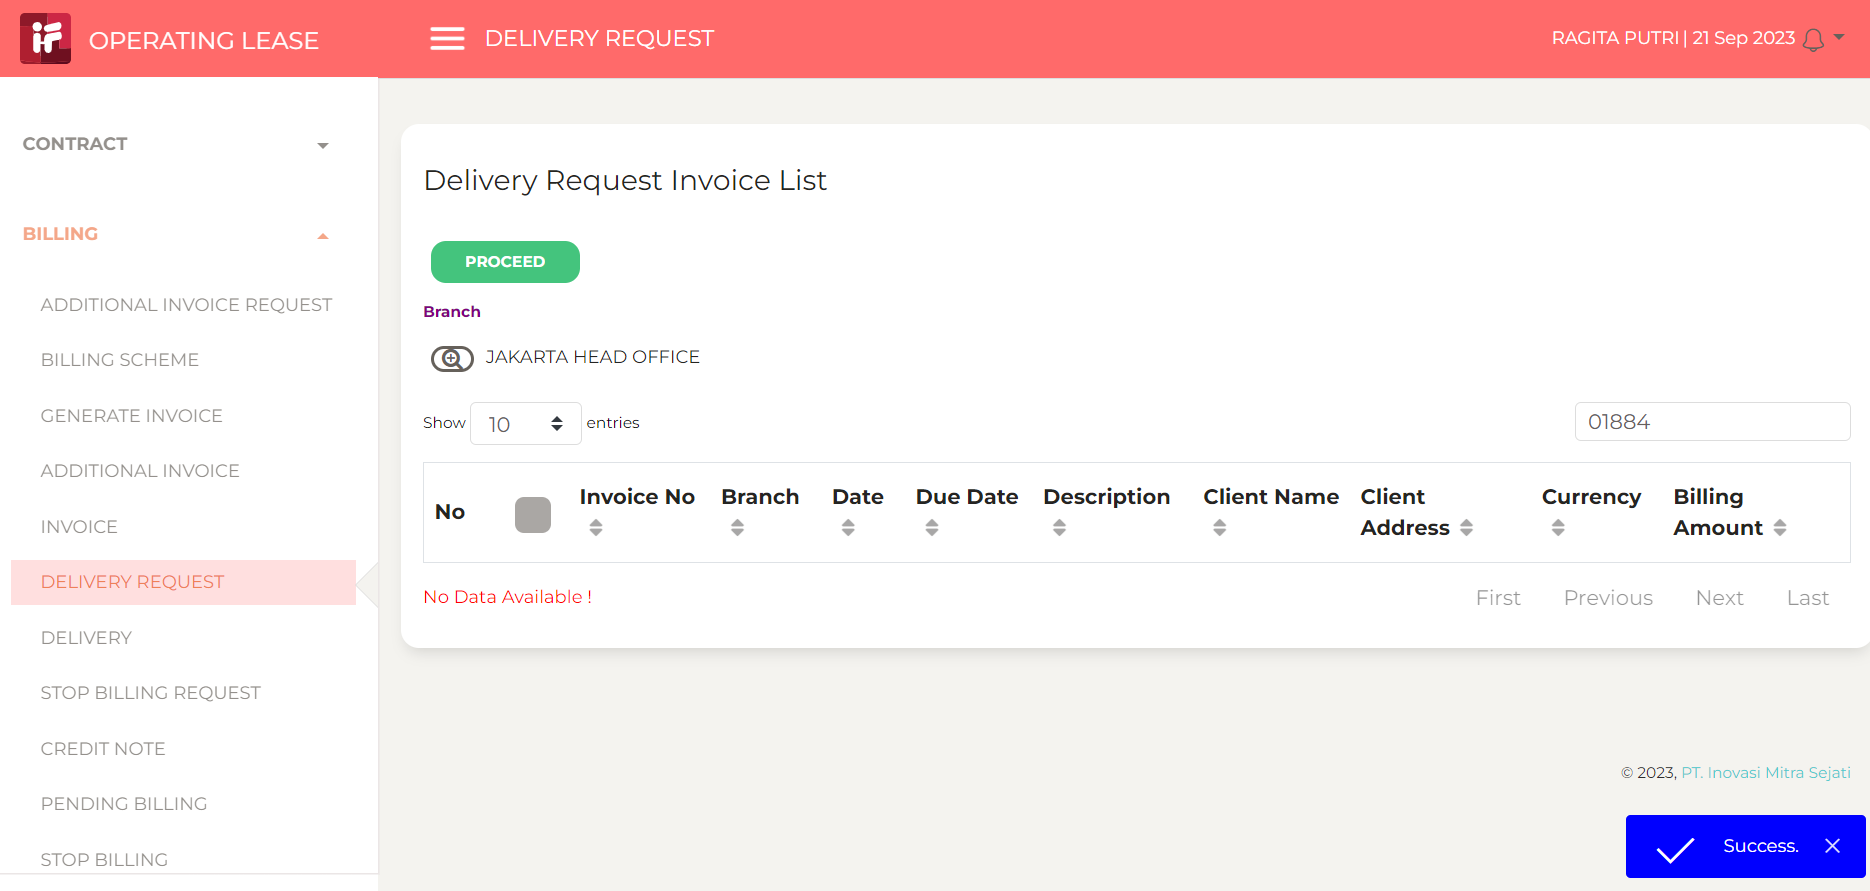 iF OPERATING LEASE
DELIVERY REQUEST
RAGITA PUTRI | 21 Sep 2023
CONTRACT
BILLING
ADDITIONAL INVOICE REQUEST
BILLING SCHEME
GENERATE INVOICE
ADDITIONAL INVOICE
INVOICE
DELIVERY REQUEST
DELIVERY
STOP BILLING REQUEST
CREDIT NOTE
PENDING BILLING
STOP BILLING
Delivery Request Invoice List
PROCEED
Branch
JAKARTA HEAD OFFICE
Show 10 entries
01884
No Invoice No Branch Date Due Date Description Client Name Client Address Currency Billing Amount
No Data Available !
First Previous Next Last
© 2023, PT. Inovasi Mitra Sejati
Success.